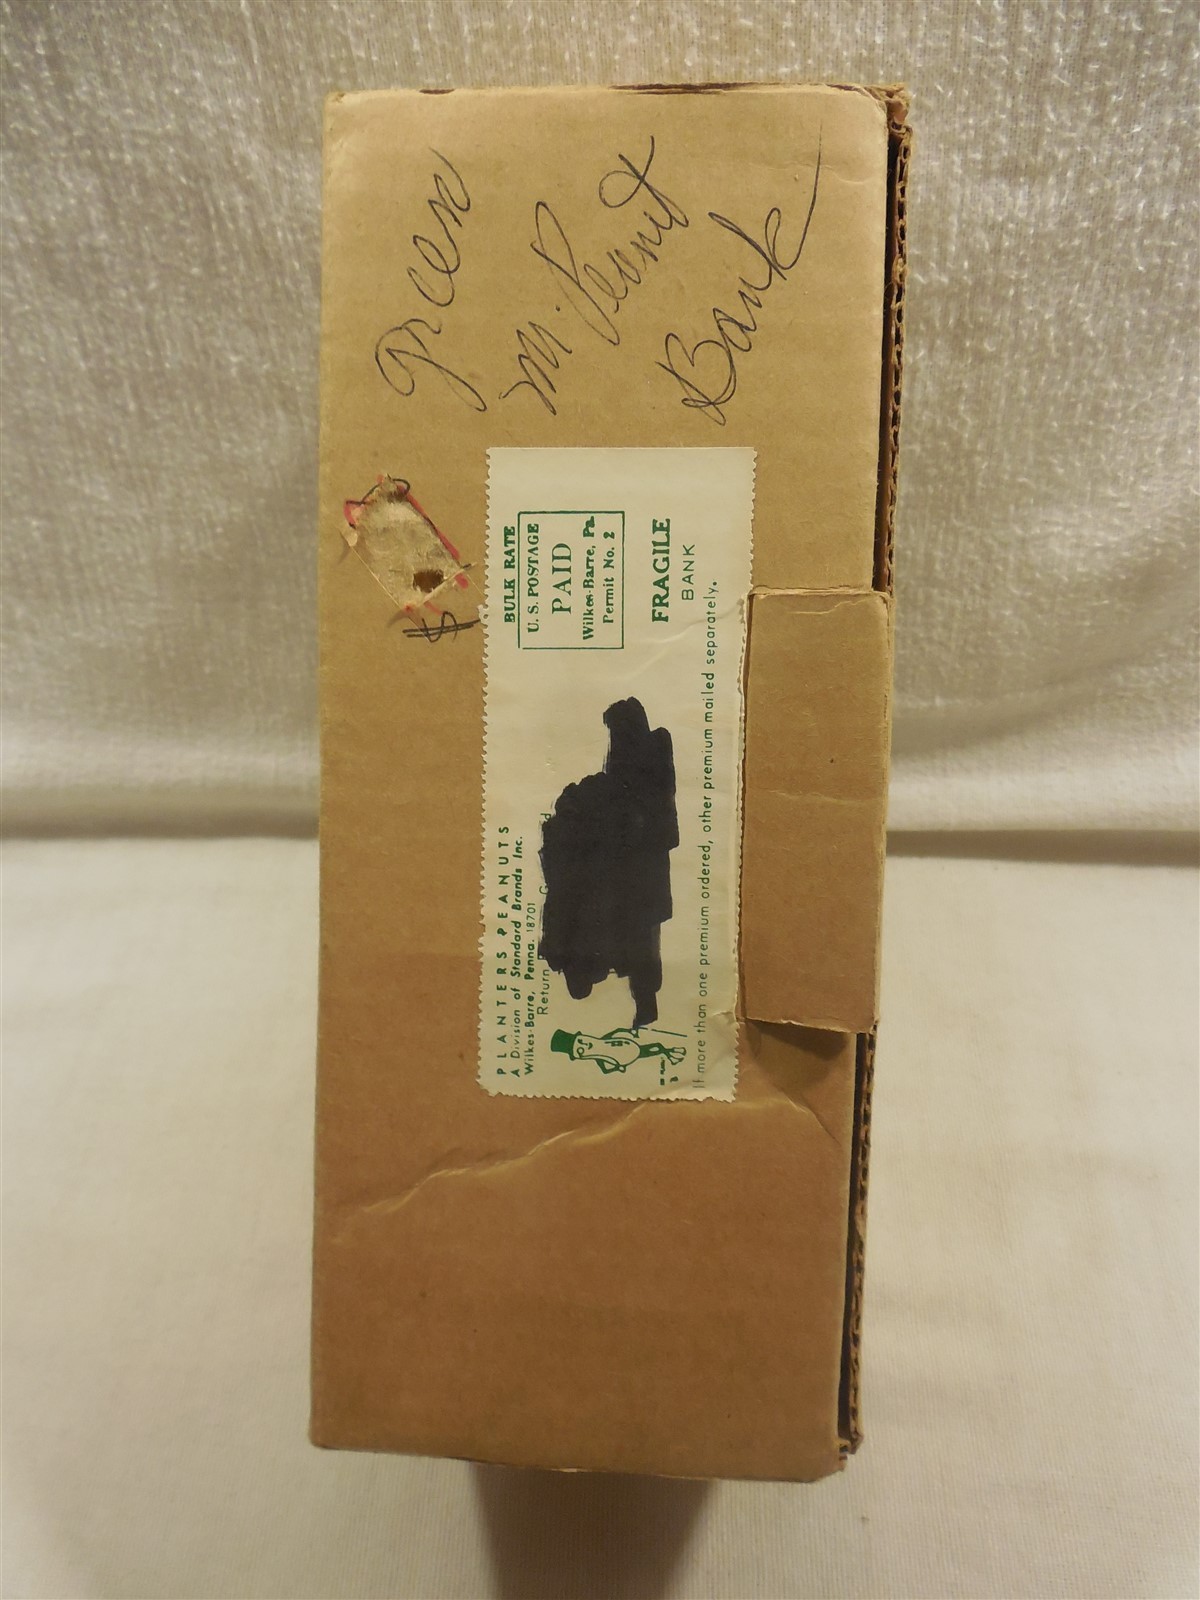 Green
Mr. Peanut
Bank
$
PLANTERS PEANUTS
A Division of Standard Brands Inc.
Wilkes-Barre, Penna. 18701
Return
BULK RATE
U. S. POSTAGE
PAID
Wilkes-Barre, Pa.
Permit No. 2
FRAGILE
BANK
If more than one premium ordered, other premium mailed separately.